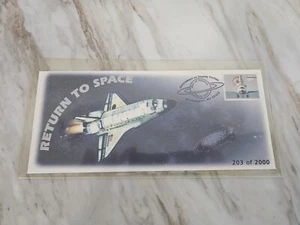 RETURN TO SPACE
203 of 2000